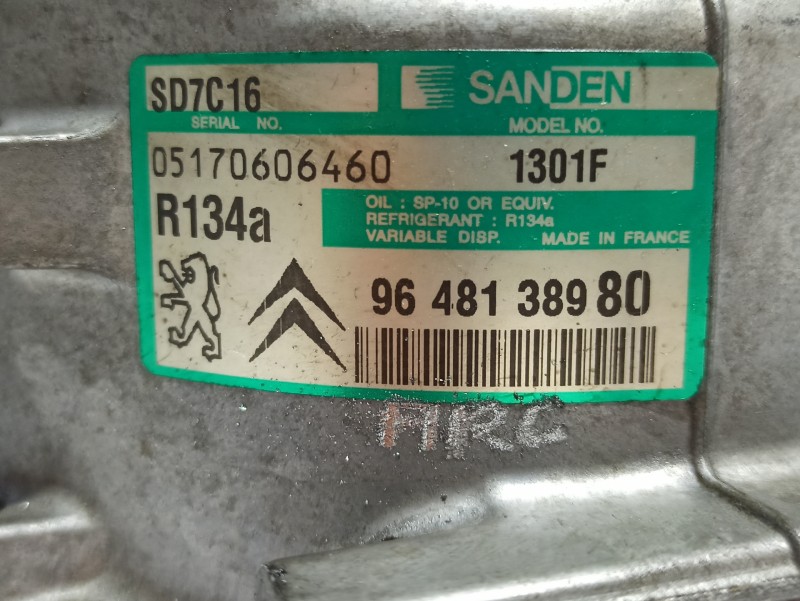 SD7C16
SANDEN
SERIAL NO.
MODEL NO.
05170606460
1301F
R134a
OIL : SP-10 OR EQUIV.
REFRIGERANT : R134a
VARIABLE DISP. MADE IN FRANCE
96 481 389 80
MRC